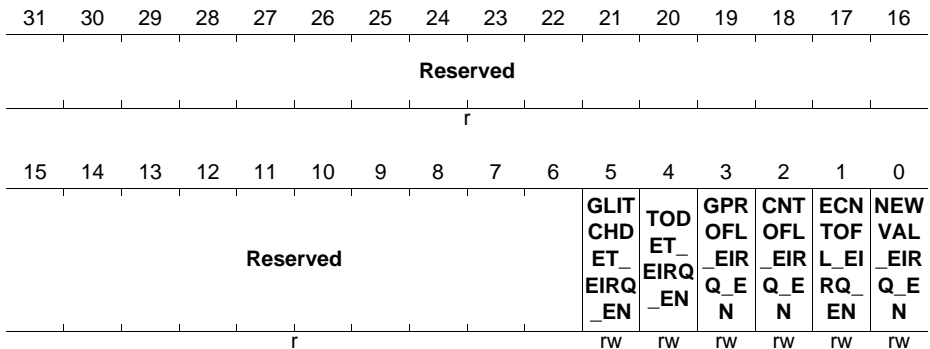 31 30 29 28 27 26 25 24 23 22 21 20 19 18 17 16
Reserved
r
15 14 13 12 11 10 9 8 7 6 5 4 3 2 1 0
Reserved
GLIT
CHD
ET_
EIRQ
_EN
TOD
ET_
EIRQ
_EN
GPR
OFL
_EIR
Q_E
N
CNT
OFL
_EIR
Q_E
N
ECN
TOF
L_EI
RQ_
EN
NEW
VAL
_EIR
Q_E
N
r rw rw rw rw rw rw